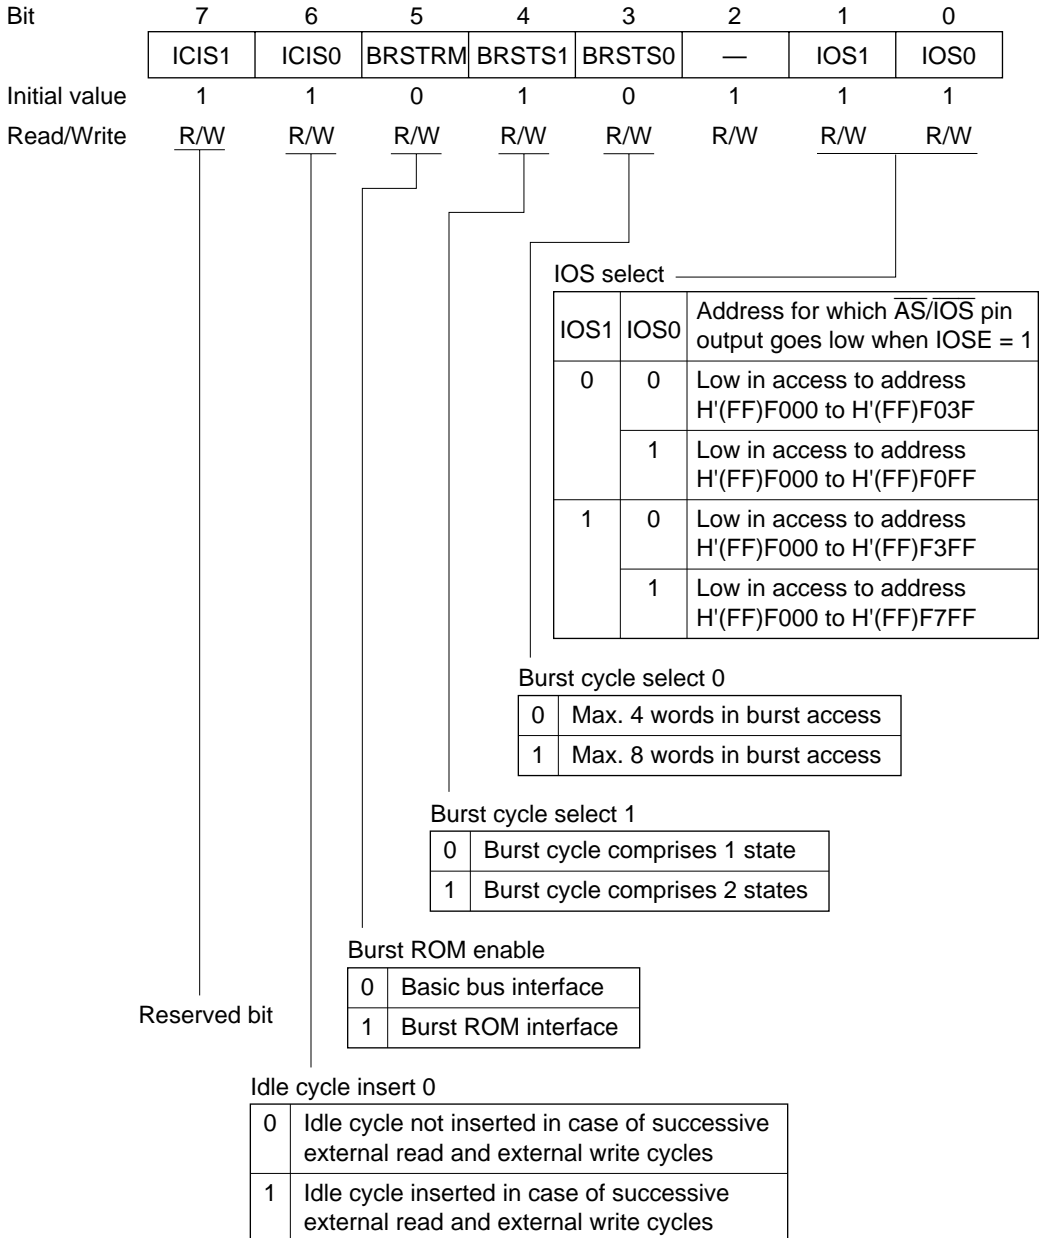 Bit 7 6 5 4 3 2 1 0
ICIS1 ICIS0 BRSTRM BRSTS1 BRSTS0 — IOS1 IOS0
Initial value 1 1 0 1 0 1 1 1
Read/Write R/W R/W R/W R/W R/W R/W R/W R/W
IOS select
IOS1 IOS0 Address for which AS/IOS pin
output goes low when IOSE = 1
0 0 Low in access to address
H'(FF)F000 to H'(FF)F03F
1 Low in access to address
H'(FF)F000 to H'(FF)F0FF
1 0 Low in access to address
H'(FF)F000 to H'(FF)F3FF
1 Low in access to address
H'(FF)F000 to H'(FF)F7FF
Burst cycle select 0
0 Max. 4 words in burst access
1 Max. 8 words in burst access
Burst cycle select 1
0 Burst cycle comprises 1 state
1 Burst cycle comprises 2 states
Burst ROM enable
0 Basic bus interface
1 Burst ROM interface
Reserved bit
Idle cycle insert 0
0 Idle cycle not inserted in case of successive
external read and external write cycles
1 Idle cycle inserted in case of successive
external read and external write cycles